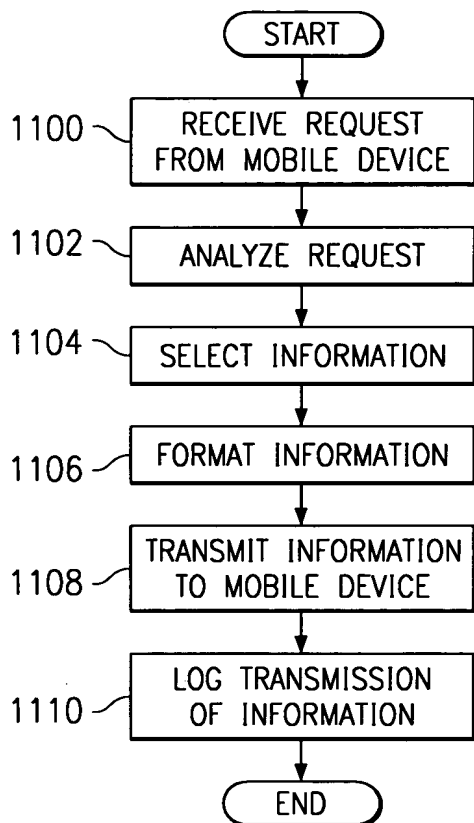 START
1100
RECEIVE REQUEST
FROM MOBILE DEVICE
1102
ANALYZE REQUEST
1104
SELECT INFORMATION
1106
FORMAT INFORMATION
1108
TRANSMIT INFORMATION
TO MOBILE DEVICE
1110
LOG TRANSMISSION
OF INFORMATION
END